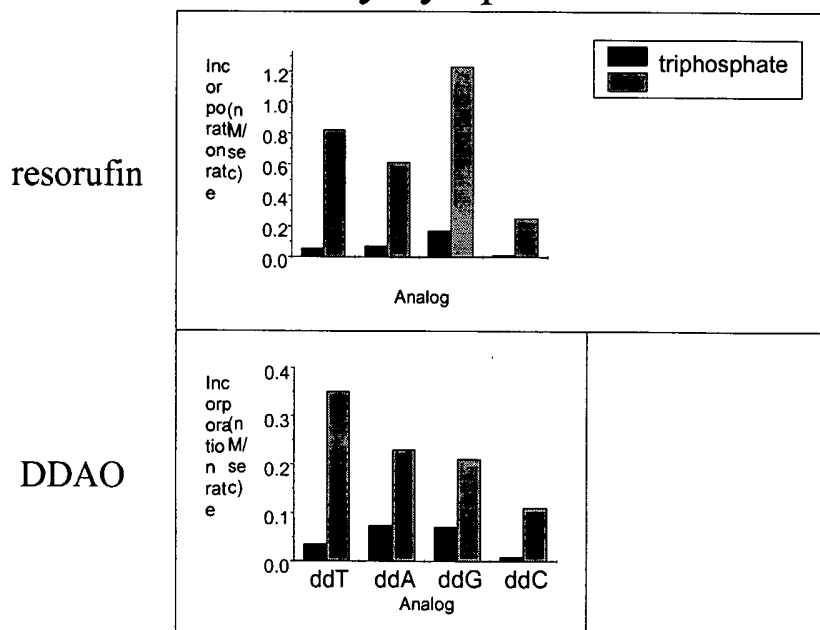 resorufin
Inc
or
po(n
ratM/
onse
ratc)
e
1.2
1.0
0.8
0.6
0.4
0.2
0.0
Analog
triphosphate
DDAO
Inc
orp
ora(n
tioM/
n se
ratc)
e
0.4
0.3
0.2
0.1
0.0
ddT ddA ddG ddC
Analog